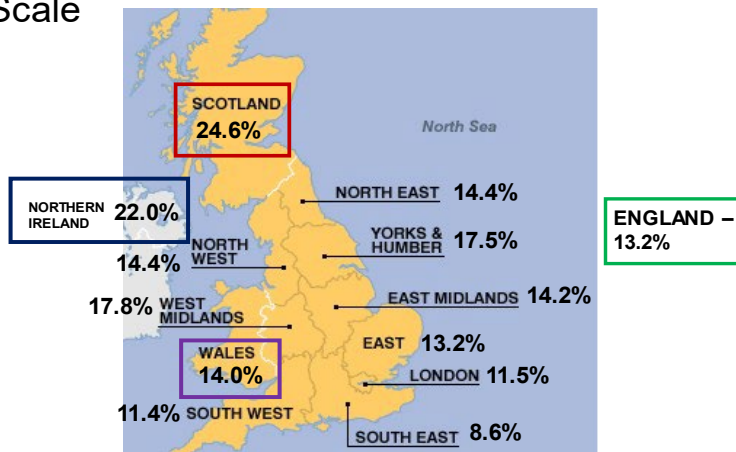 Scale
SCOTLAND
24.6%
North Sea
NORTHERN
IRELAND
22.0%
NORTH EAST 14.4%
ENGLAND –
13.2%
YORKS &
HUMBER 17.5%
NORTH
WEST
14.4%
EAST MIDLANDS 14.2%
17.8% WEST
MIDLANDS
EAST 13.2%
WALES
14.0%
LONDON 11.5%
11.4% SOUTH WEST
SOUTH EAST 8.6%